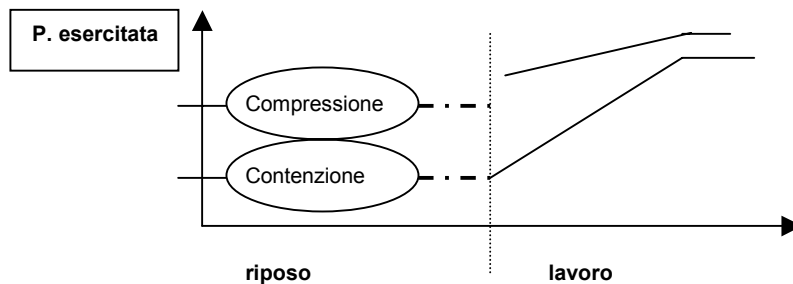 P. esercitata
Compressione
Contenzione
riposo lavoro